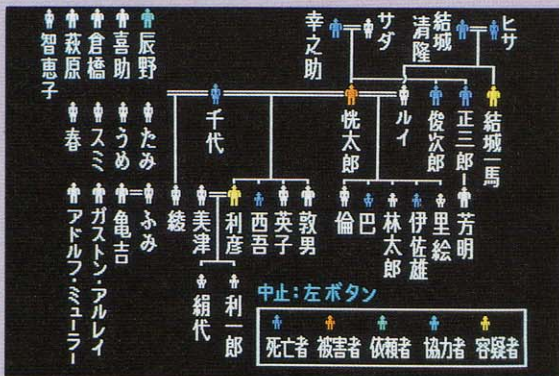 ヒサ
結城
清隆
サダ
幸之助
辰野
喜助
倉橋
萩原
智恵子
結城一馬
正三郎
俊次郎
ルイ
恍太郎
千代
たみ
うめ
スミ
春
芳明
里絵
伊佐雄
林太郎
巴
倫
敦男
英子
西吾
利彦
美津
綾
ふみ
亀吉
ガストン・アルレイ
アドルフ・ミューラー
利一郎
絹代
中止:左ボタン
死亡者 被害者 依頼者 協力者 容疑者